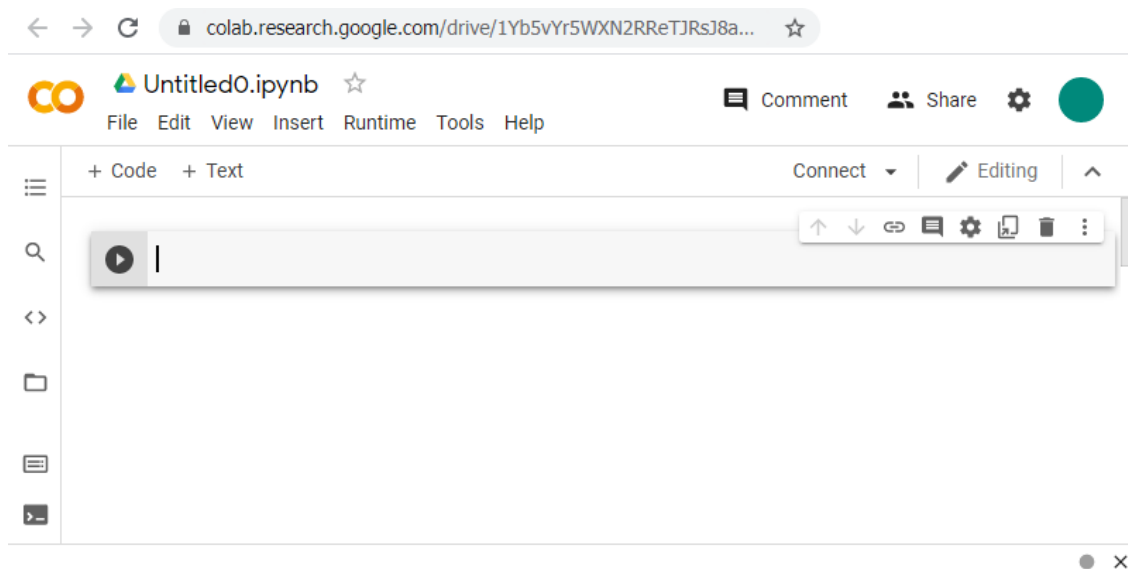 colab.research.google.com/drive/1Yb5vYr5WXN2RReTJRsJ8a...
Untitled0.ipynb
File Edit View Insert Runtime Tools Help
Comment Share
+ Code + Text
Connect Editing